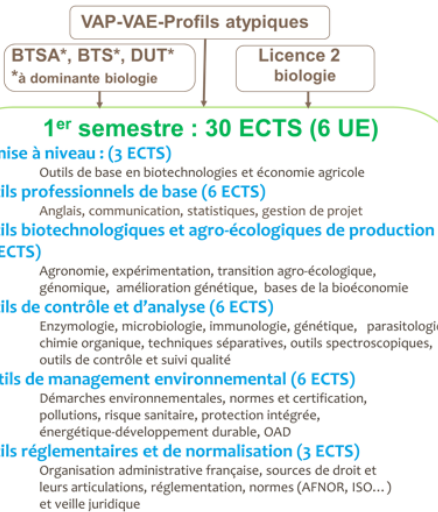 VAP-VAE-Profils atypiques
BTSA*, BTS*, DUT*
*à dominante biologie
Licence 2
biologie
1er semestre : 30 ECTS (6 UE)
mise à niveau : (3 ECTS)
Outils de base en biotechnologies et économie agricole
tils professionnels de base (6 ECTS)
Anglais, communication, statistiques, gestion de projet
tils biotechnologiques et agro-écologiques de production
ECTS)
Agronomie, expérimentation, transition agro-écologique,
génomique, amélioration génétique, bases de la bioéconomie
tils de contrôle et d'analyse (6 ECTS)
Enzymologie, microbiologie, immunologie, génétique, parasitologie
chimie organique, techniques séparatives, outils spectroscopiques,
outils de contrôle et suivi qualité
tils de management environnemental (6 ECTS)
Démarches environnementales, normes et certification,
pollutions, risque sanitaire, protection intégrée,
énergétique-développement durable, OAD
tils réglementaires et de normalisation (3 ECTS)
Organisation administrative française, sources de droit et
leurs articulations, réglementation, normes (AFNOR, ISO...)
et veille juridique